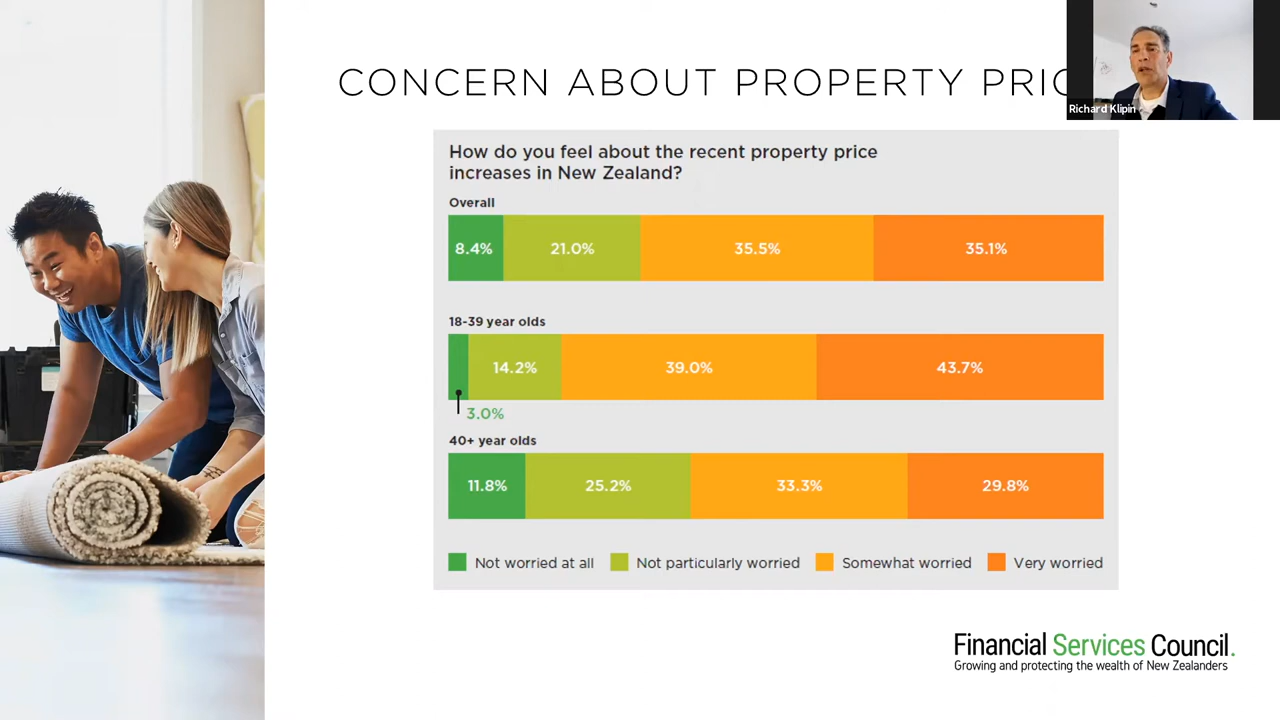 CONCERN ABOUT PROPERTY
Richard Klipin
How do you feel about the recent property price
increases in New Zealand?
Overall
8.4% 21.0% 35.5% 35.1%
18-39 year olds
14.2% 39.0% 43.7%
3.0%
40+ year olds
11.8% 25.2% 33.3% 29.8%
Not worried at all Not particularly worried Somewhat worried Very worried
Financial Services Council.
Growing and protecting the wealth of New Zealanders